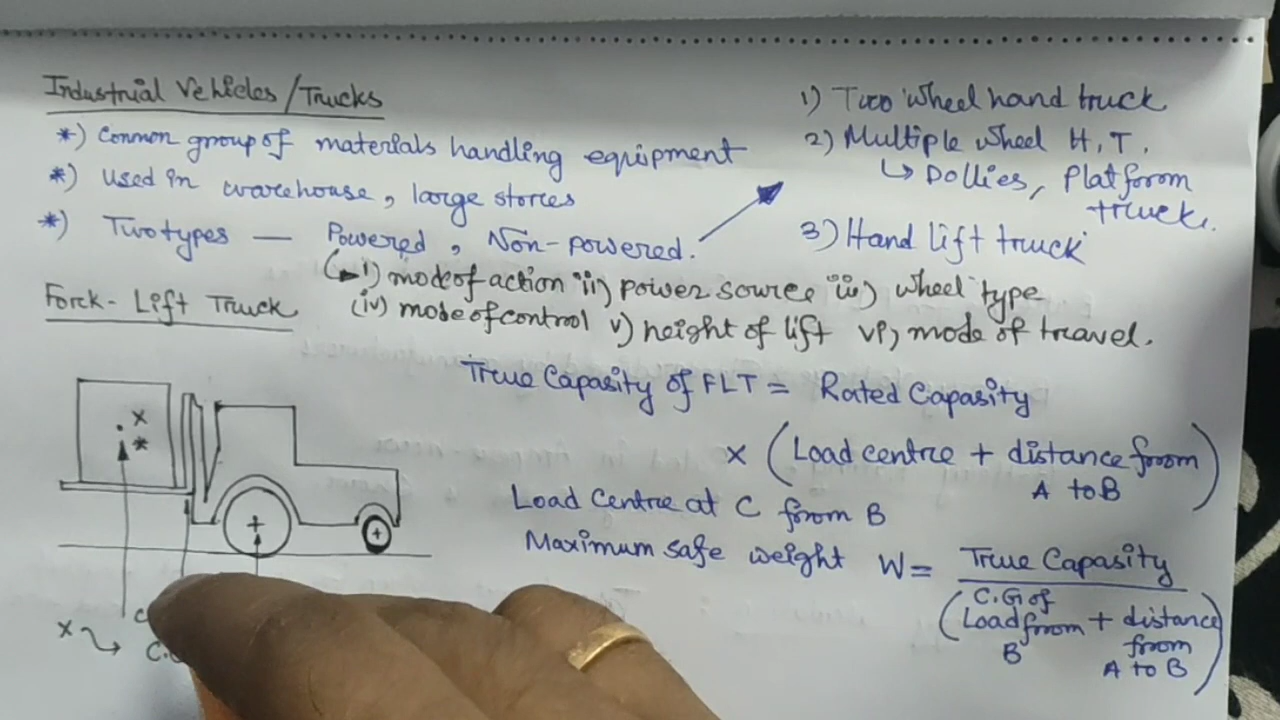 Industrial Vehicles/Trucks
*) Common group of materials handling equipment
*) used in warehouse, large stores
*) Two types — Powered, Non-powered.
1) Two wheel hand truck
2) Multiple wheel H.T.
↳ Dollies, Platform
truck.
3) Hand lift truck
↳ i) mode of action ii) power source iii) wheel type
(iv) mode of control v) height of lift vi) mode of travel.
Fork-Lift Truck
True Capasity of FLT = Rated Capasity
x (Load centre + distance from
A to B)
Load Centre at C from B
Maximum safe weight W = True Capasity
(C.G of
Load from + distance
B from
A to B)
x
*
+
+
x